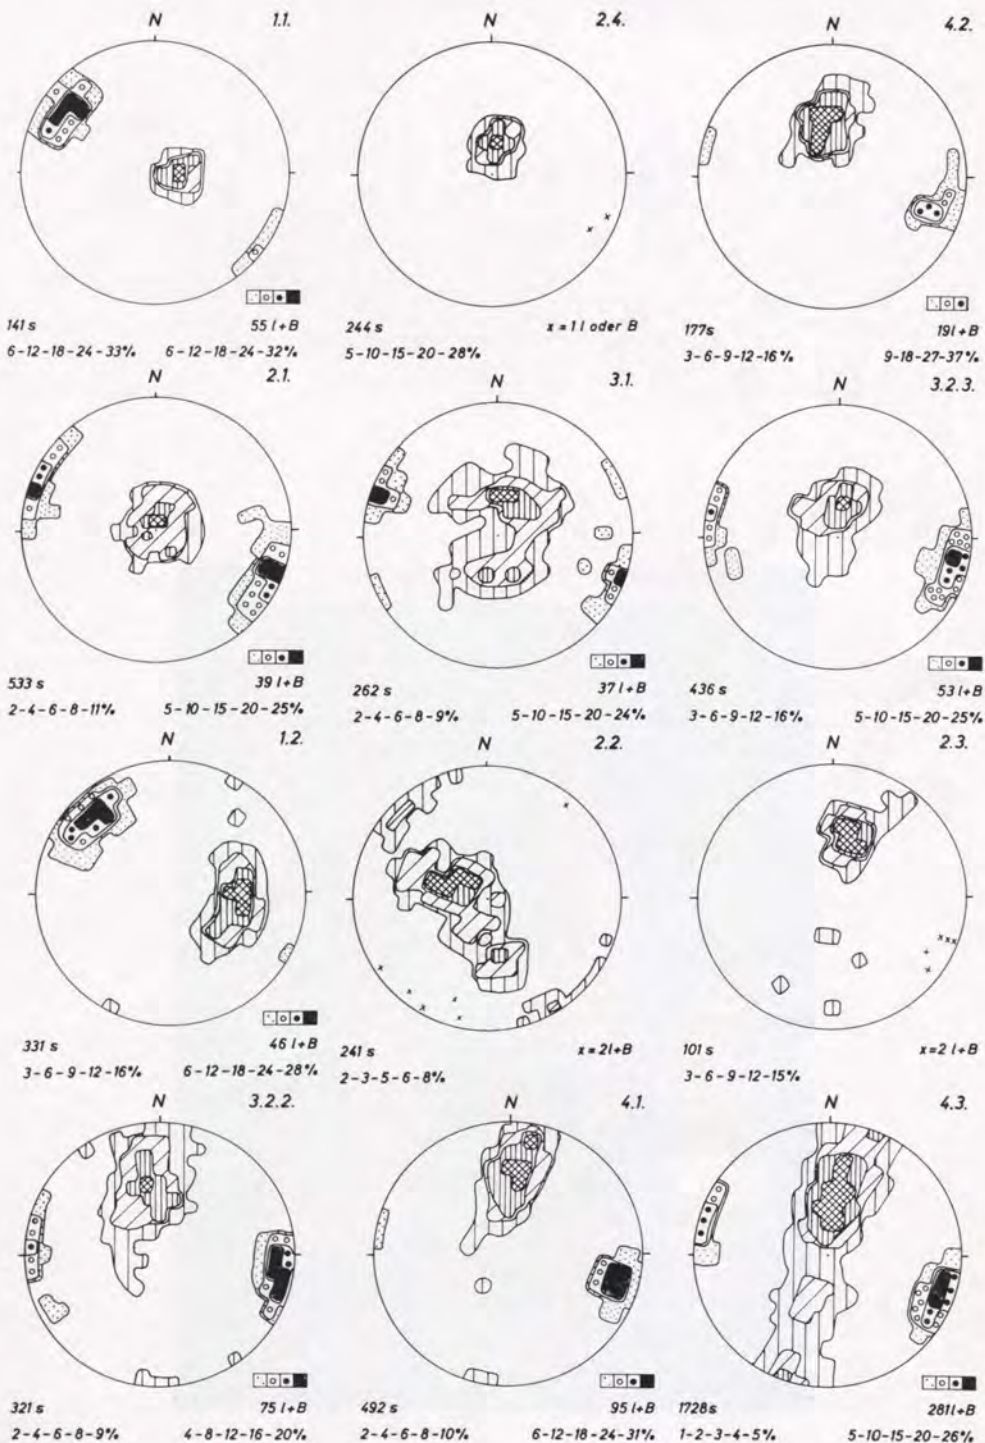 N 1.1.
141 s 55 l+B
6-12-18-24-33% 6-12-18-24-32%
N 2.4.
244 s x = 1 l oder B
5-10-15-20-28%
N 4.2.
177s 19l+B
3-6-9-12-16% 9-18-27-37%
N 2.1.
533 s 39 l+B
2-4-6-8-11% 5-10-15-20-25%
N 3.1.
262 s 37 l+B
2-4-6-8-9% 5-10-15-20-24%
N 3.2.3.
436 s 53 l+B
3-6-9-12-16% 5-10-15-20-25%
N 1.2.
331 s 46 l+B
3-6-9-12-16% 6-12-18-24-28%
N 2.2.
241 s x = 2l+B
2-3-5-6-8%
N 2.3.
101 s x=2 l+B
3-6-9-12-15%
N 3.2.2.
321 s 75 l+B
2-4-6-8-9% 4-8-12-16-20%
N 4.1.
492 s 95 l+B
2-4-6-8-10% 6-12-18-24-31%
N 4.3.
1728s 281l+B
1-2-3-4-5% 5-10-15-20-26%